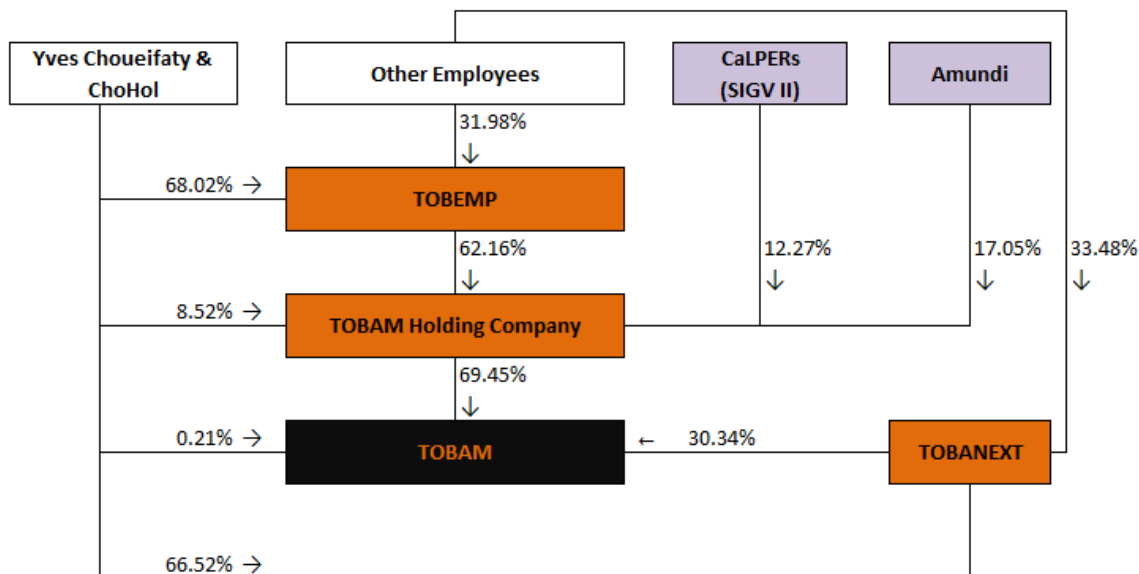 Yves Choueifaty &
ChoHol
Other Employees
CaLPERs
(SIGV II)
Amundi
31.98%
↓
68.02% →
TOBEMP
62.16%
↓
12.27%
↓
17.05%
↓
33.48%
↓
8.52% →
TOBAM Holding Company
69.45%
↓
0.21% →
TOBAM
← 30.34%
TOBANEXT
66.52% →